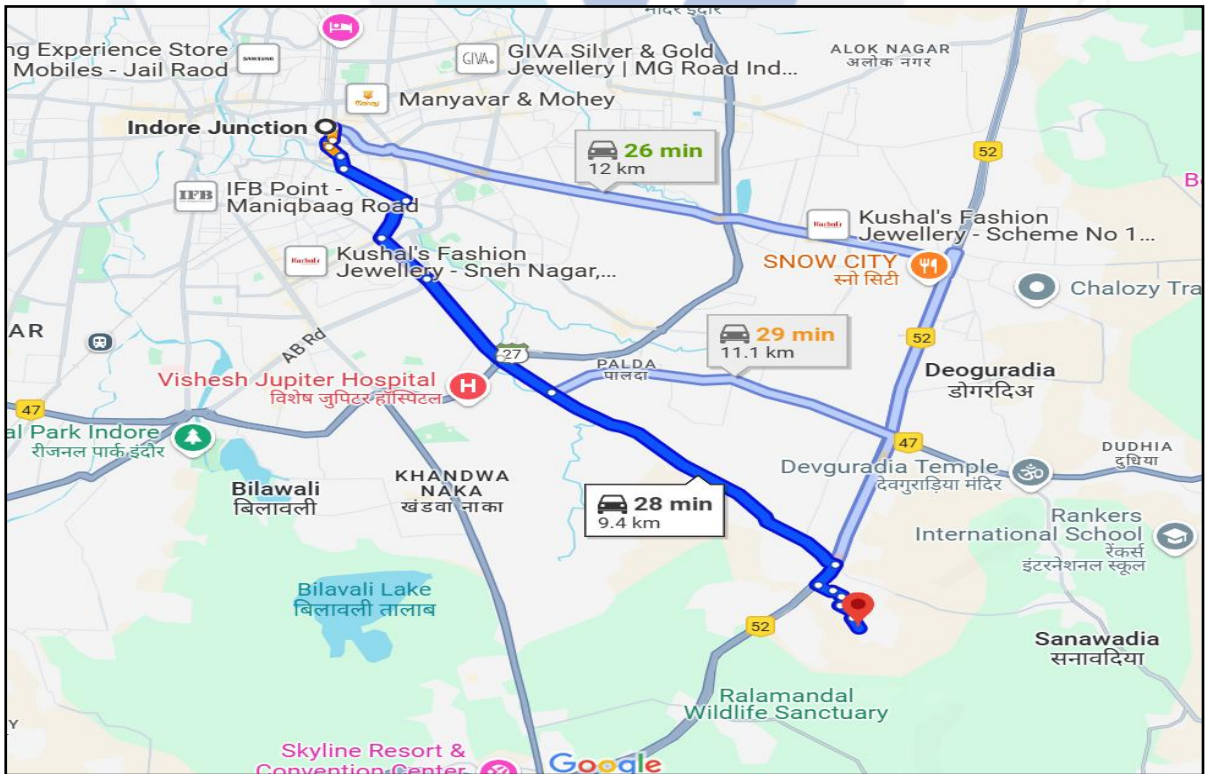 मादर इंदौर
ng Experience Store
Mobiles - Jail Raod
SAMSUNG
GIVA.
GIVA Silver & Gold
Jewellery | MG Road Ind...
ALOK NAGAR
अलोक नगर
Manyavar & Mohey
Indore Junction
26 min
12 km
52
IFB
IFB Point -
Maniqbaag Road
B
Kushal's
Kushal's Fashion
Jewellery - Scheme No 1...
Kushal's
Kushal's Fashion
Jewellery - Sneh Nagar,...
SNOW CITY
स्नो सिटी
Chalozy Tra
AR
AB Rd
27
29 min
11.1 km
52
PALDA
पालदा
Deoguradia
डोगरदिअ
Vishesh Jupiter Hospital
विशेष जुपिटर हॉस्पिटल
H
47
al Park Indore
रीजनल पार्क इंदौर
47
DUDHIA
दुधिया
Devguradia Temple
देवगुराड़िया मंदिर
Bilawali
बिलावली
KHANDWA
NAKA
खंडवा नाका
28 min
9.4 km
Rankers
International School
रेंकर्स
इंटरनेशनल स्कूल
Bilavali Lake
बिलावली तालाब
52
Sanawadia
सनावदिया
Ralamandal
Wildlife Sanctuary
Y
Skyline Resort &
Convention Center
Google